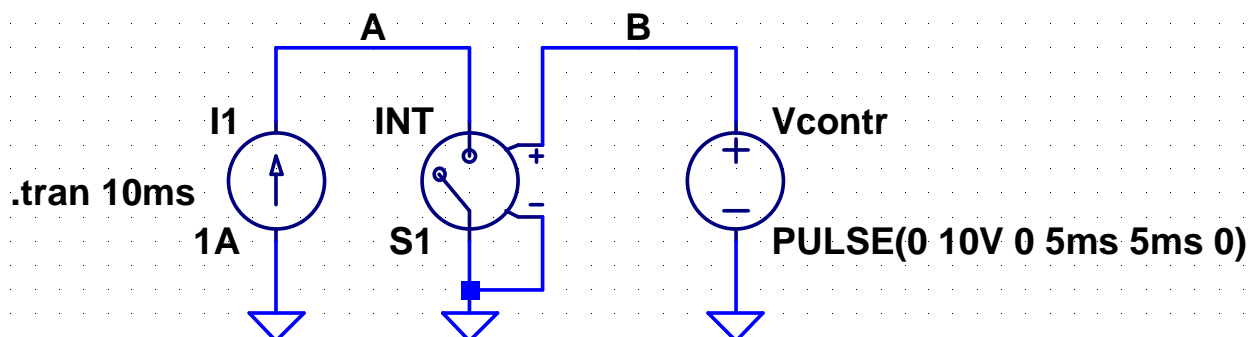 A
B
I1
INT
Vcontr
+
+
.tran 10ms
1A
S1
−
−
PULSE(0 10V 0 5ms 5ms 0)